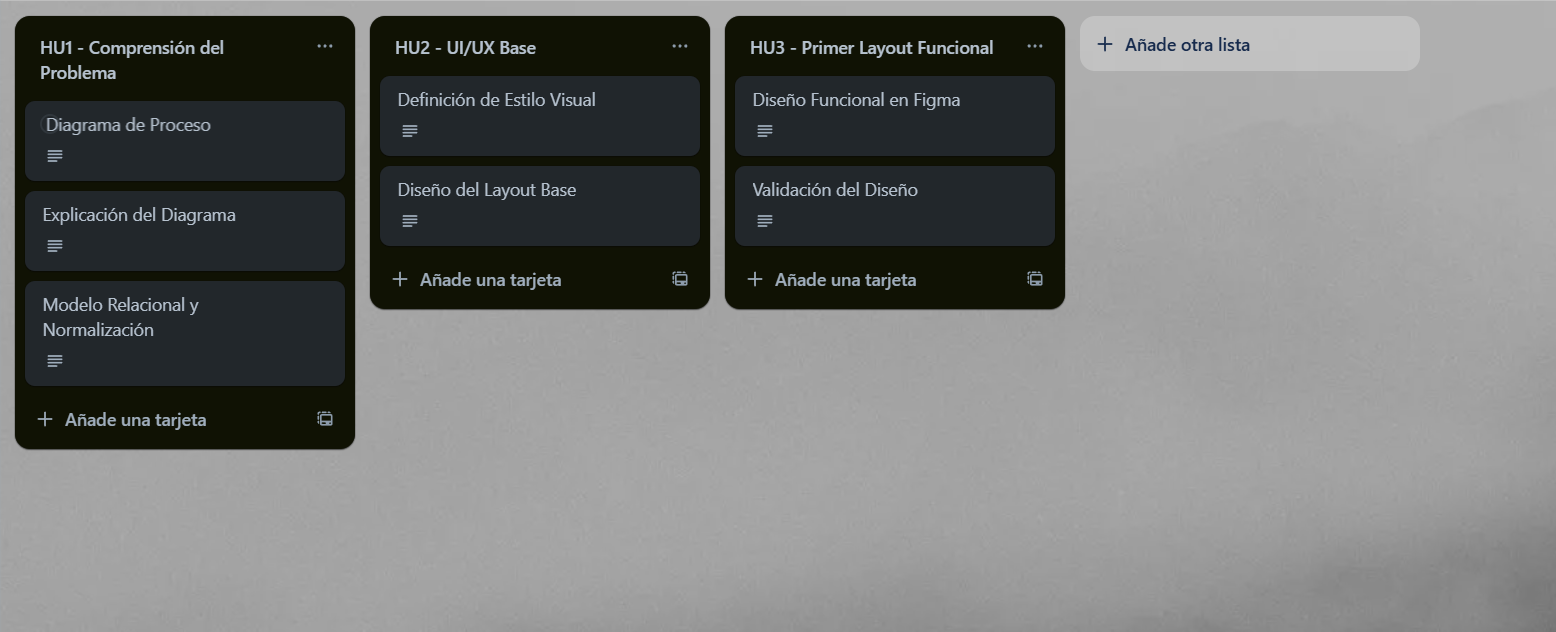 HU1 - Comprensión del
Problema
Diagrama de Proceso
Explicación del Diagrama
Modelo Relacional y
Normalización
Añade una tarjeta
HU2 - UI/UX Base
Definición de Estilo Visual
Diseño del Layout Base
Añade una tarjeta
HU3 - Primer Layout Funcional
Diseño Funcional en Figma
Validación del Diseño
Añade una tarjeta
Añade otra lista